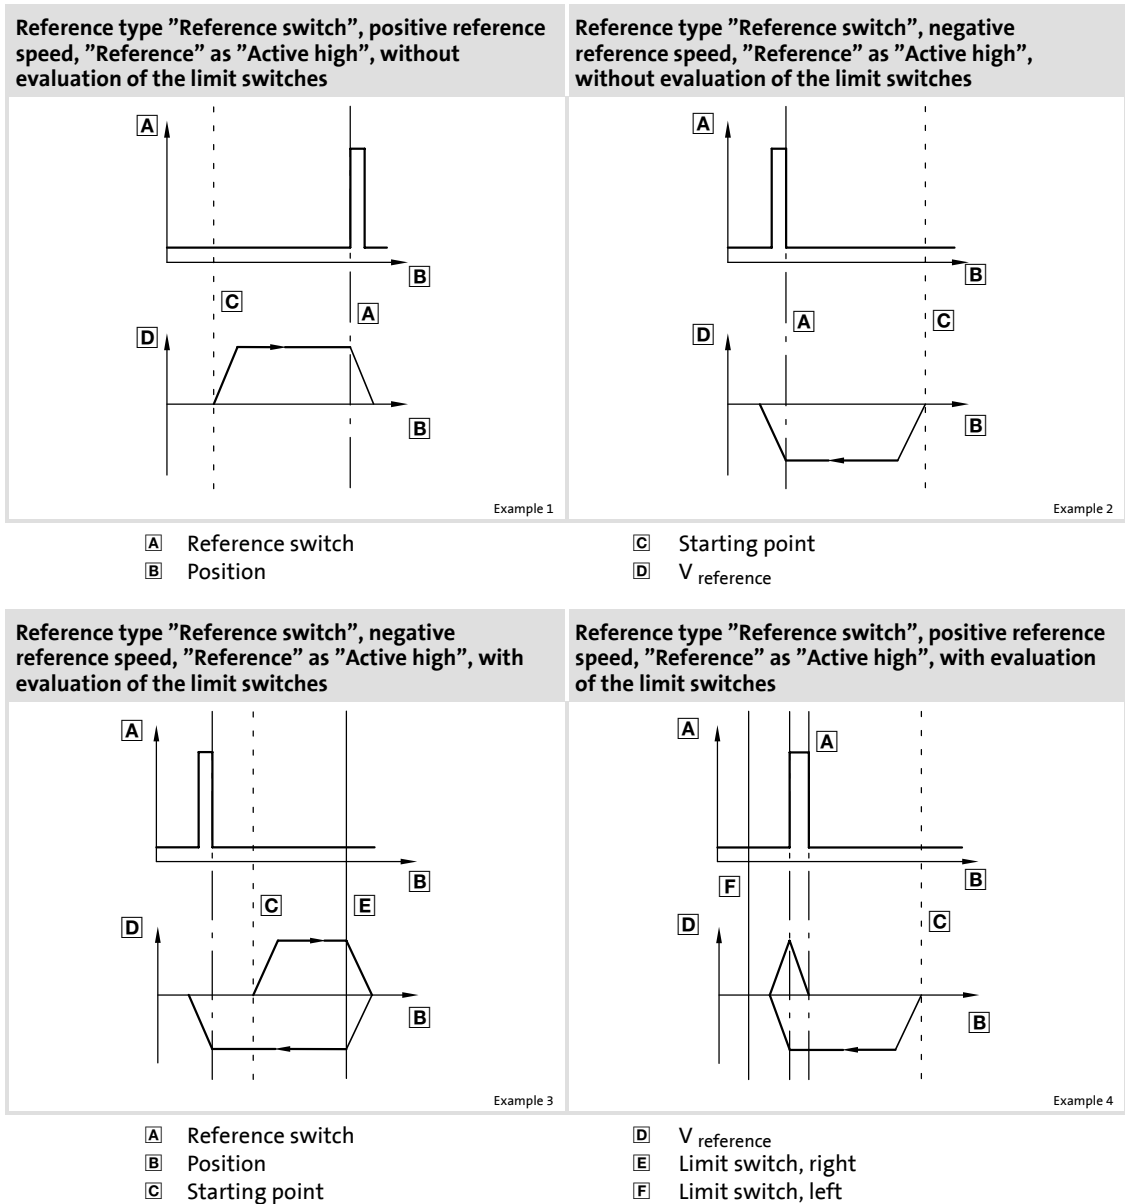 Reference type ”Reference switch”, positive reference
speed, ”Reference” as ”Active high”, without
evaluation of the limit switches
Reference type ”Reference switch”, negative
reference speed, ”Reference” as ”Active high”,
without evaluation of the limit switches
A
B
C
A
D
B
Example 1
A
B
A
C
D
B
Example 2
A Reference switch
B Position
C Starting point
D V reference
Reference type ”Reference switch”, negative
reference speed, ”Reference” as ”Active high”, with
evaluation of the limit switches
Reference type ”Reference switch”, positive reference
speed, ”Reference” as ”Active high”, with evaluation
of the limit switches
A
B
C
E
D
B
Example 3
A
A
B
F
C
D
B
Example 4
A Reference switch
B Position
C Starting point
D V reference
E Limit switch, right
F Limit switch, left